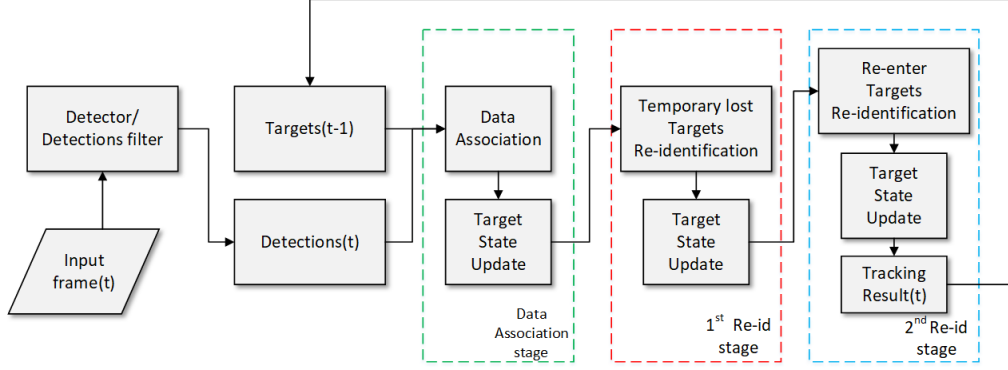 Detector/
Detections filter
Input
frame(t)
Targets(t-1)
Detections(t)
Data
Association
Target
State
Update
Data
Association
stage
Temporary lost
Targets
Re-identification
Target
State
Update
1st Re-id
stage
Re-enter
Targets
Re-identification
Target
State
Update
Tracking
Result(t)
2nd Re-id
stage